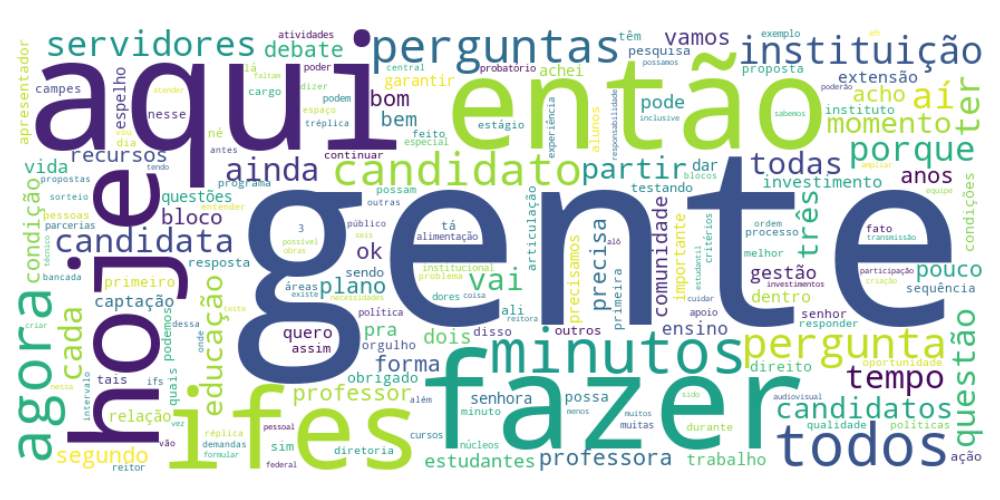 servidores
atividades
perguntas
têm
vamos
instituição
apresentador
lá
faltam
poder
debate
central
pesquisa
exemplo
eh
possamos
aqui
então
campes
espelho
nesse
cargo
dizer
podem
espaço
tréplica
bom
bem
probatório
achei
garantir
feito
especial
estágio
experiência
inclusive
responsabilidade
pode
alunos
proposta
acho
extensão
instituto
aí
momento
sabemos
poderão
ter
vou
dia
né
antes
atender
vida
recursos
tendo
ainda
continuar
candidato
partir
dar
testando
blocos
todas
investimento
porque
anos
ampliar
equipe
condições
hoje
propostas
sorteio
parcerias
pessoas
condição
técnico
bancada
questões
bloco
programa
entender
possam
outras
candidata
resposta
3
público
seis
possível
obras
tá
alimentação
ok
sendo
institucional
problema
gente
articulação
precisamos
precisa
primeira
comunidade
importante
estudantil
critérios
ordem
processo
melhor
três
fato
transmissão
participação
investimentos
criação
gestão
pouco
sequência
dentro
primeiro
captação
educação
áreas
existe
necessidades
plano
dores
coisa
reitora
vai
ali
alô
cuidar
apoio
senhor
responder
agora
cada
criar
dessa
podemos
onde
teste
quero
assim
política
orgulho
pra
forma
obrigado
dois
disso
outros
ensino
minutos
direito
pergunta
oportunidade
tempo
questão
tais
quais
ifs
nessa
intervalo
relação
vez
vão
segundo
reitor
ifes
réplica
demandas
formular
pessoal
federal
sim
professor
minuto
diretoria
além
cursos
núcleos
estudantes
fazer
senhora
menos
possa
professora
muitos
muitas
sido
durante
trabalho
audiovisual
qualidade
candidatos
políticas
todos
ação